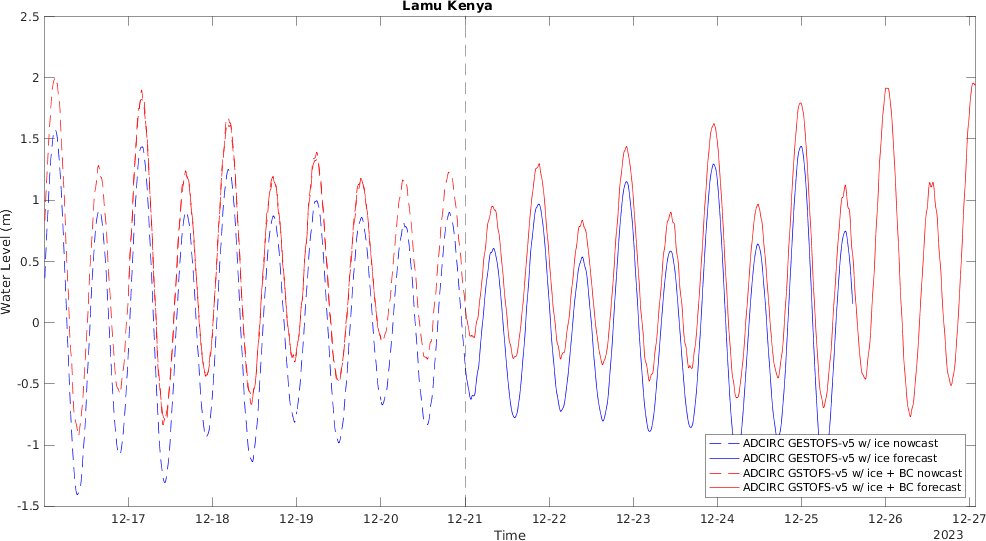 Lamu Kenya
2.5
2
1.5
1
0.5
0
-0.5
-1
-1.5
Water Level (m)
12-17 12-18 12-19 12-20 12-21 12-22 12-23 12-24 12-25 12-26 12-27
Time
2023
ADCIRC GESTOFS-v5 w/ ice nowcast
ADCIRC GESTOFS-v5 w/ ice forecast
ADCIRC GSTOFS-v5 w/ ice + BC nowcast
ADCIRC GSTOFS-v5 w/ ice + BC forecast